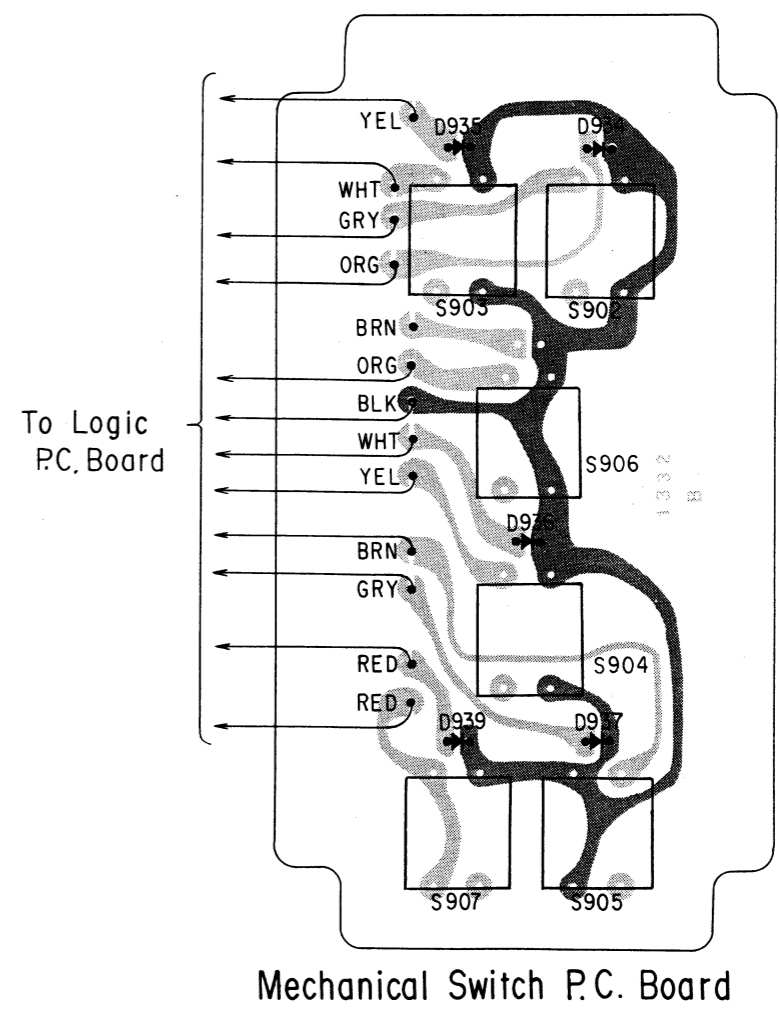 YEL
D935
D934
WHT
GRY
ORG
S903
S902
BRN
ORG
BLK
To Logic
P.C. Board
WHT
S906
YEL
1332
B
D936
BRN
GRY
S904
RED
RED
D939
D937
S907
S905
Mechanical Switch P.C. Board